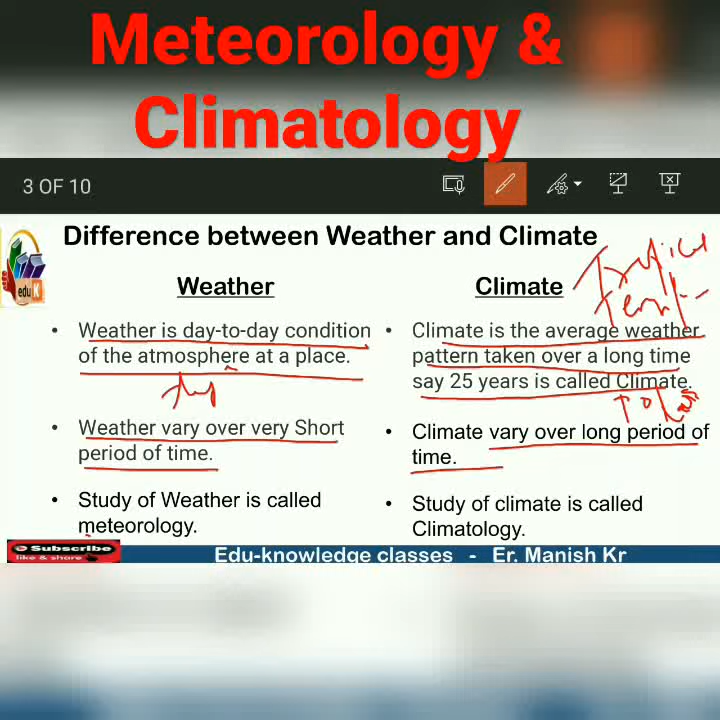 Meteorology &
Climatology
3 OF 10
edu K
Difference between Weather and Climate
Weather
• Weather is day-to-day condition
of the atmosphere at a place.
• Weather vary over very Short
period of time.
• Study of Weather is called
meteorology.
Climate
• Climate is the average weather
pattern taken over a long time
say 25 years is called Climate.
• Climate vary over long period of
time.
• Study of climate is called
Climatology.
Subscribe
like & share
Edu-knowledge classes - Er. Manish Kr